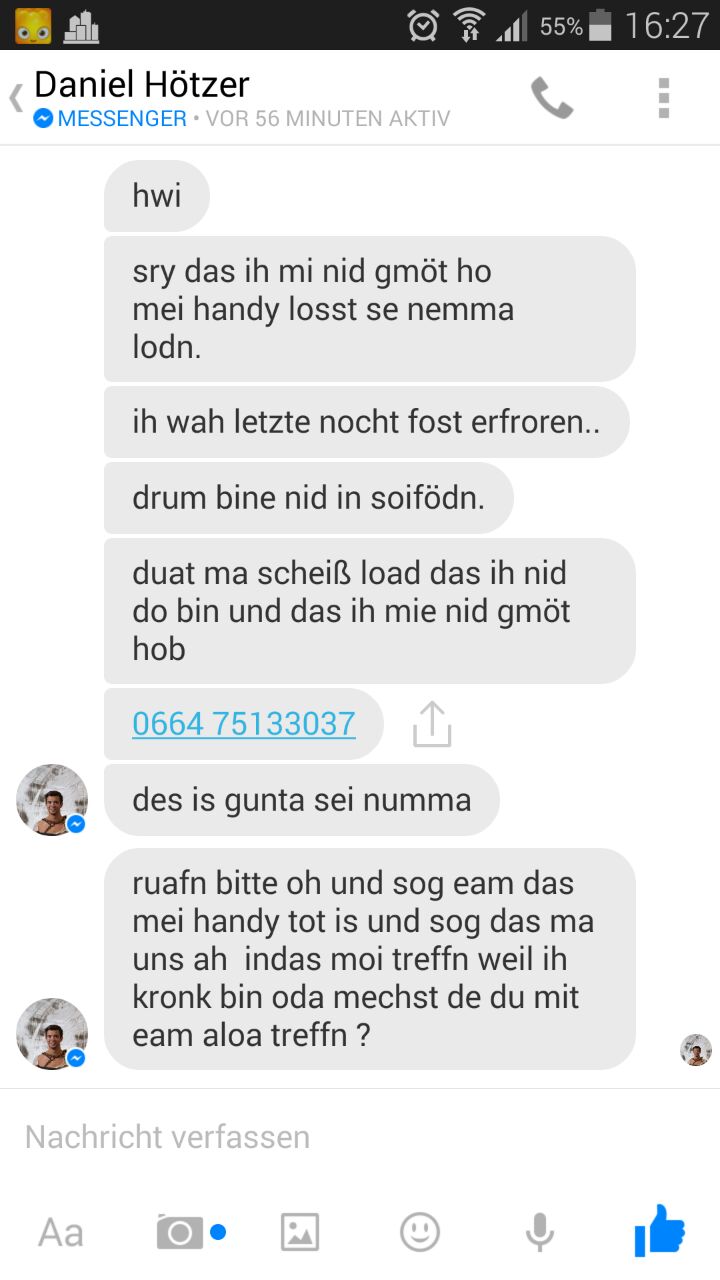 55% 16:27
Daniel Hötzer
MESSENGER • VOR 56 MINUTEN AKTIV
hwi
sry das ih mi nid gmöt ho
mei handy losst se nemma
lodn.
ih wah letzte nocht fost erfroren..
drum bine nid in soifödn.
duat ma scheiß load das ih nid
do bin und das ih mie nid gmöt
hob
0664 75133037
des is gunta sei numma
ruafn bitte oh und sog eam das
mei handy tot is und sog das ma
uns ah  indas moi treffn weil ih
kronk bin oda mechst de du mit
eam aloa treffn ?
Nachricht verfassen
Aa